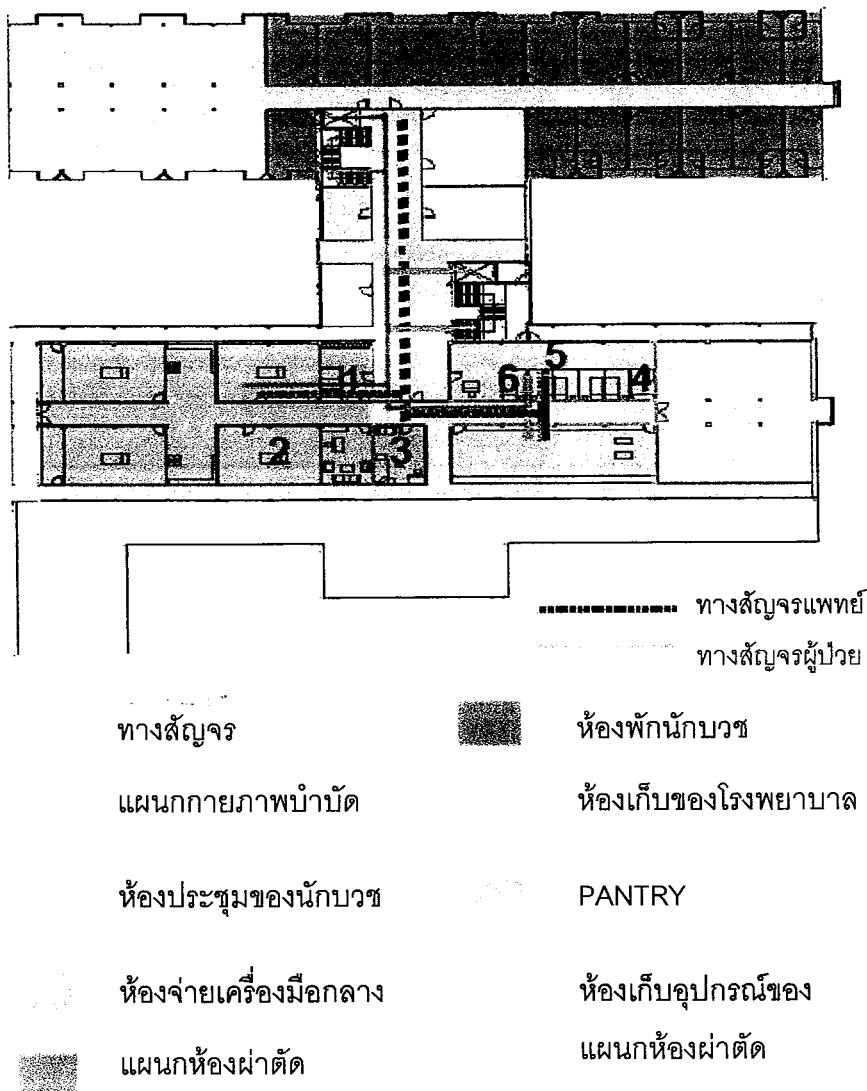 1
5
6
4
2
3
ทางสัญจรแพทย์
ทางสัญจรผู้ป่วย
ทางสัญจร
ห้องพักนักบวช
แผนกกายภาพบำบัด
ห้องเก็บของโรงพยาบาล
ห้องประชุมของนักบวช
PANTRY
ห้องจ่ายเครื่องมือกลาง
ห้องเก็บอุปกรณ์ของ
แผนกห้องผ่าตัด
แผนกห้องผ่าตัด